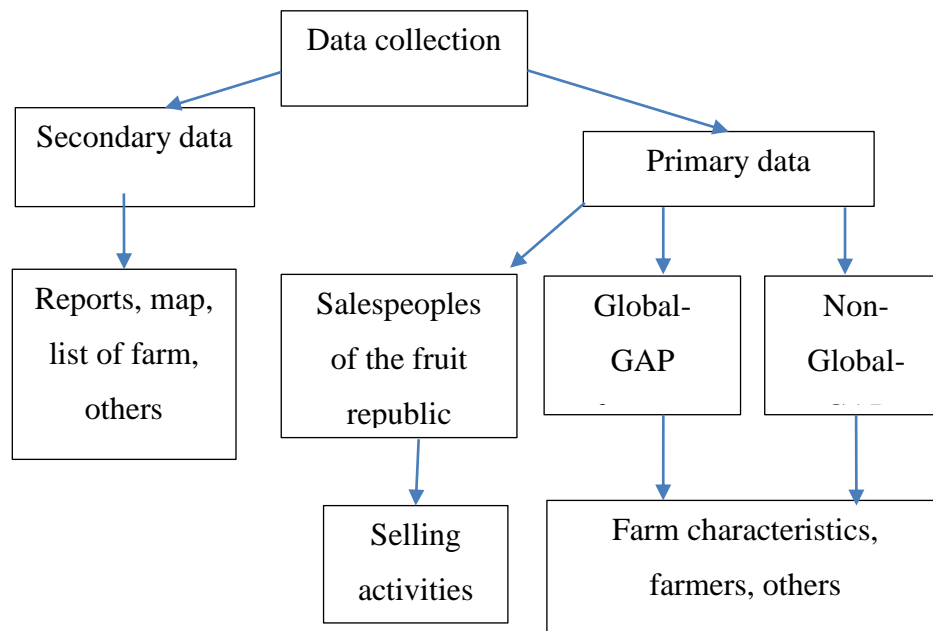 Data collection
Secondary data
Primary data
Reports, map,
list of farm,
others
Salespeoples
of the fruit
republic
Global-
GAP
Non-
Global-
Selling
activities
Farm characteristics,
farmers, others